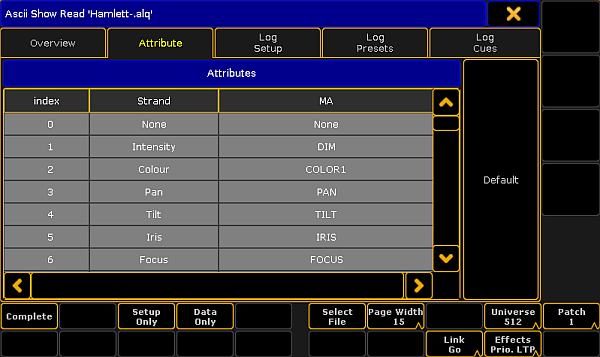 Ascii Show Read 'Hamlett-.alq'
Overview
Attribute
Log
Setup
Log
Presets
Log
Cues
Attributes
index Strand MA
0 None None
1 Intensity DIM
2 Colour COLOR1
3 Pan PAN
4 Tilt TILT
5 Iris IRIS
6 Focus FOCUS
Default
Complete
Setup
Only
Data
Only
Select
File
Page Width
15
Universe
512
Patch
1
Link
Go
Effects
Prio. LTP